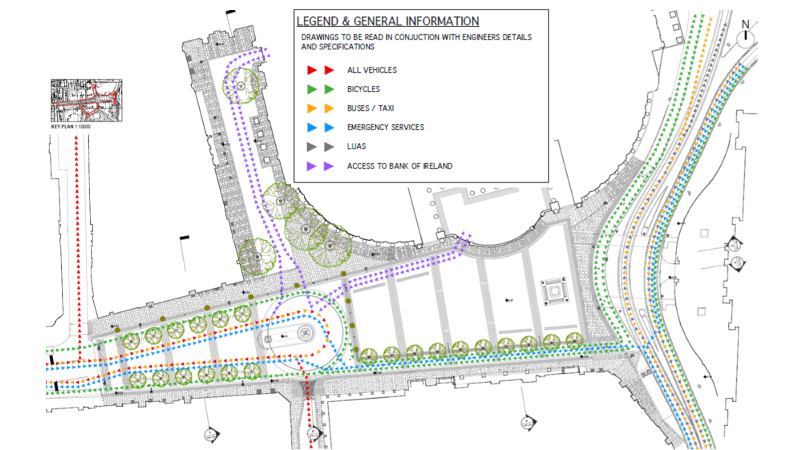 LEGEND & GENERAL INFORMATION
DRAWINGS TO BE READ IN CONJUCTION WITH ENGINEERS DETAILS
AND SPECIFICATIONS
ALL VEHICLES
BICYCLES
BUSES / TAXI
EMERGENCY SERVICES
LUAS
ACCESS TO BANK OF IRELAND
N
KEY PLAN 1:10000